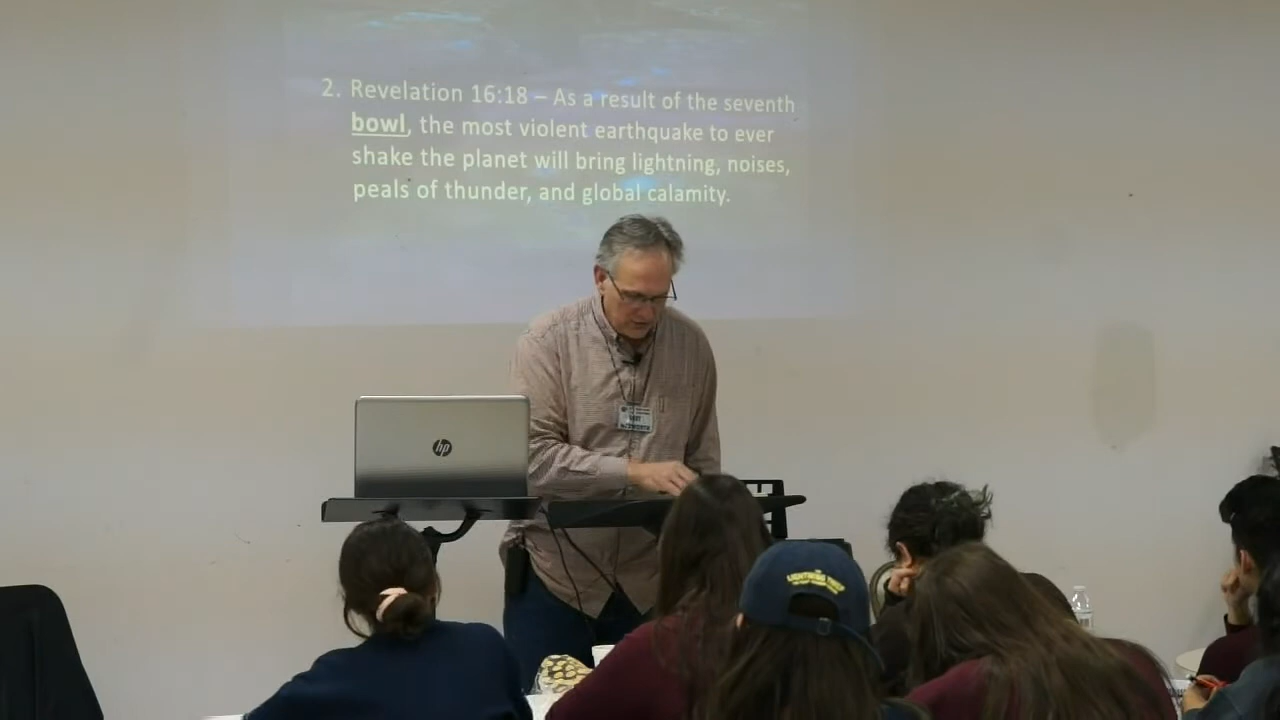 2. Revelation 16:18 – As a result of the seventh
bowl, the most violent earthquake to ever
shake the planet will bring lightning, noises,
peals of thunder, and global calamity.
hp